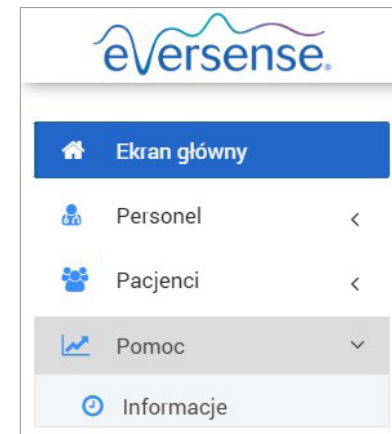 eversense®
Ekran główny
Personel
Pacjenci
Pomoc
Informacje